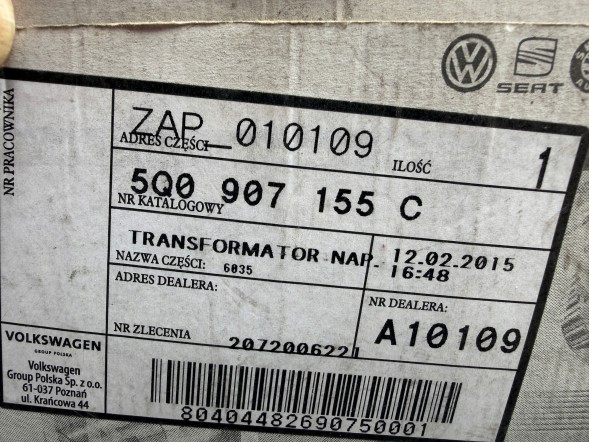 SEAT
NR PRACOWNIKA
ZAP_010109
ADRES CZĘŚCI
ILOŚĆ
1
5Q0 907 155 C
NR KATALOGOWY
TRANSFORMATOR NAP.
NAZWA CZĘŚCI:
6035
12.02.2015
16:48
ADRES DEALERA:
NR DEALERA:
A10109
NR ZLECENIA
2072006221
VOLKSWAGEN
GROUP POLSKA
Volkswagen
Group Polska Sp. z o.o.
61-037 Poznań
ul. Krańcowa 44
80404482690750001